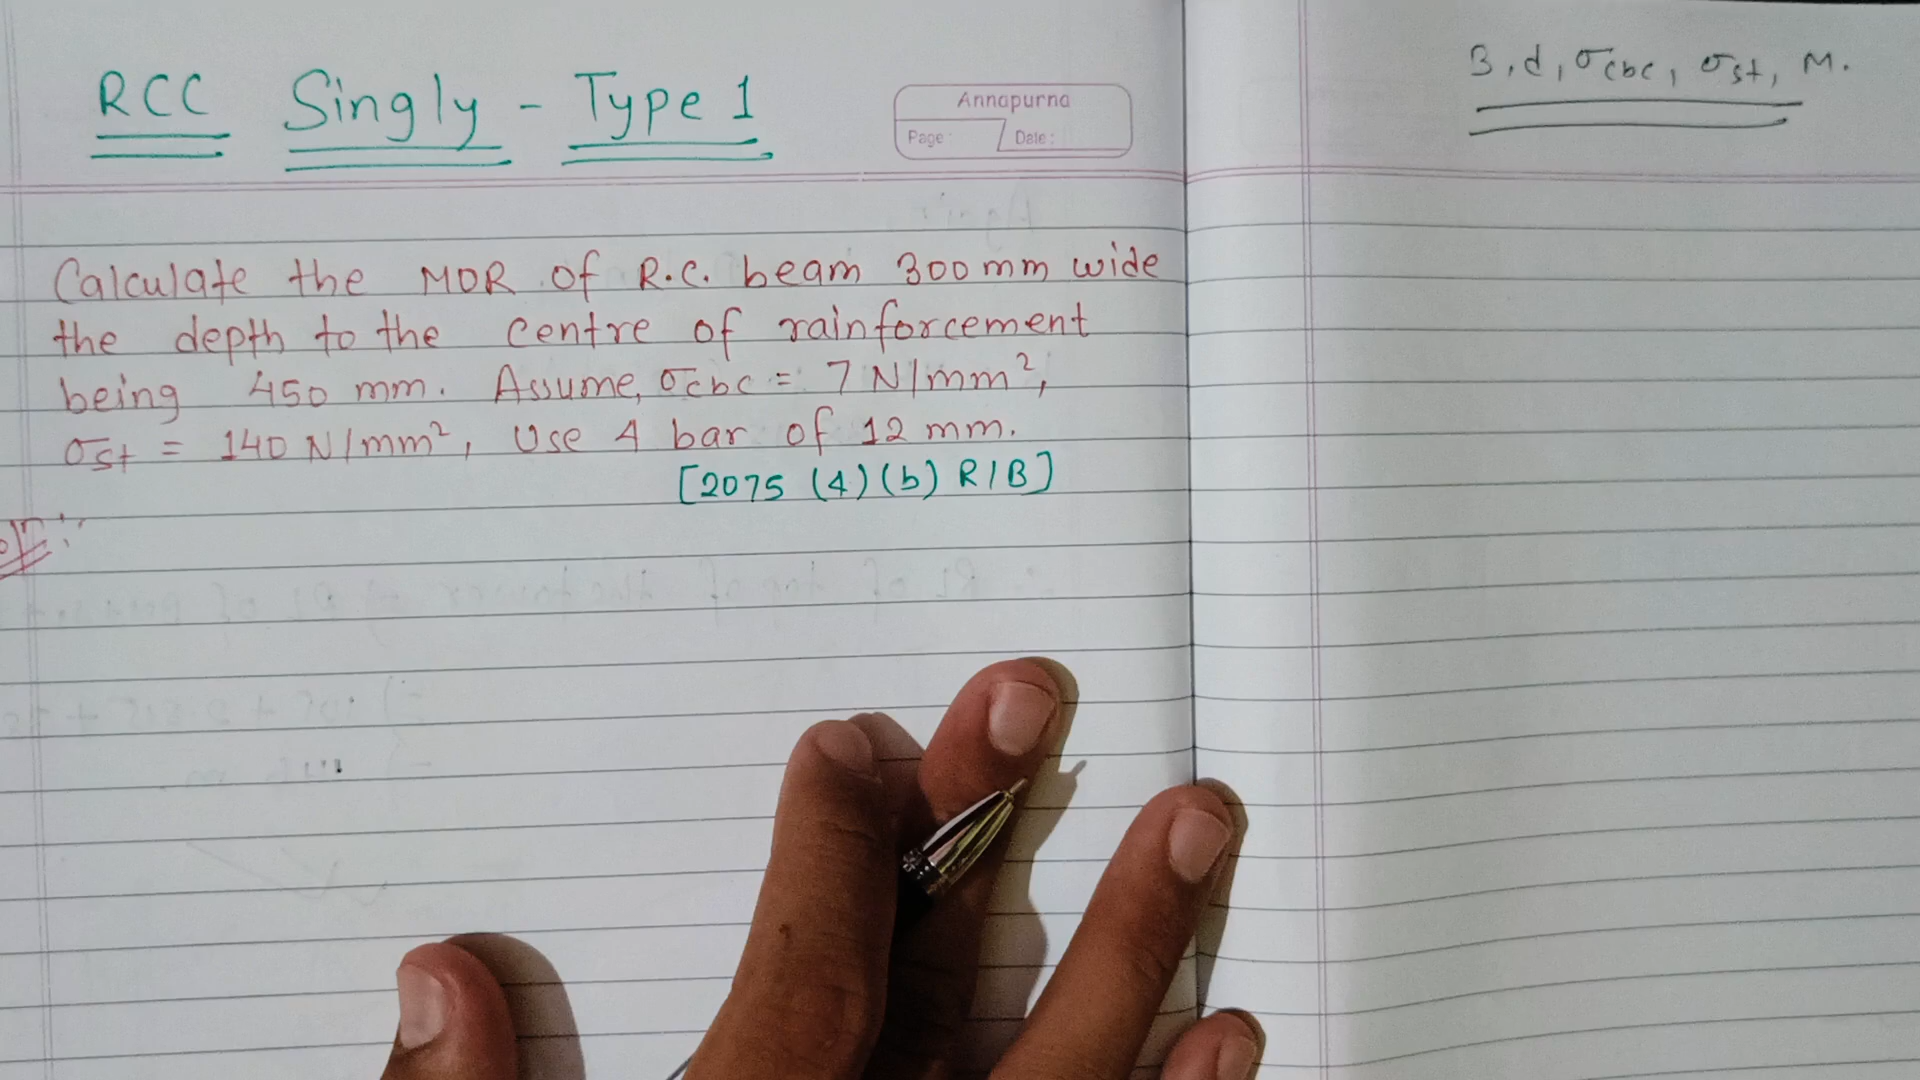 RCC Singly - Type 1
Annapurna
Page:
Date:
B, d, σcbc, σst, M.
Calculate the MOR of R.C. beam 300 mm wide
the depth to the centre of rainforcement
being 450 mm. Assume, σcbc = 7 N/mm²,
σst = 140 N/mm², Use 4 bar of 12 mm.
[2075 (4)(b) R/B]